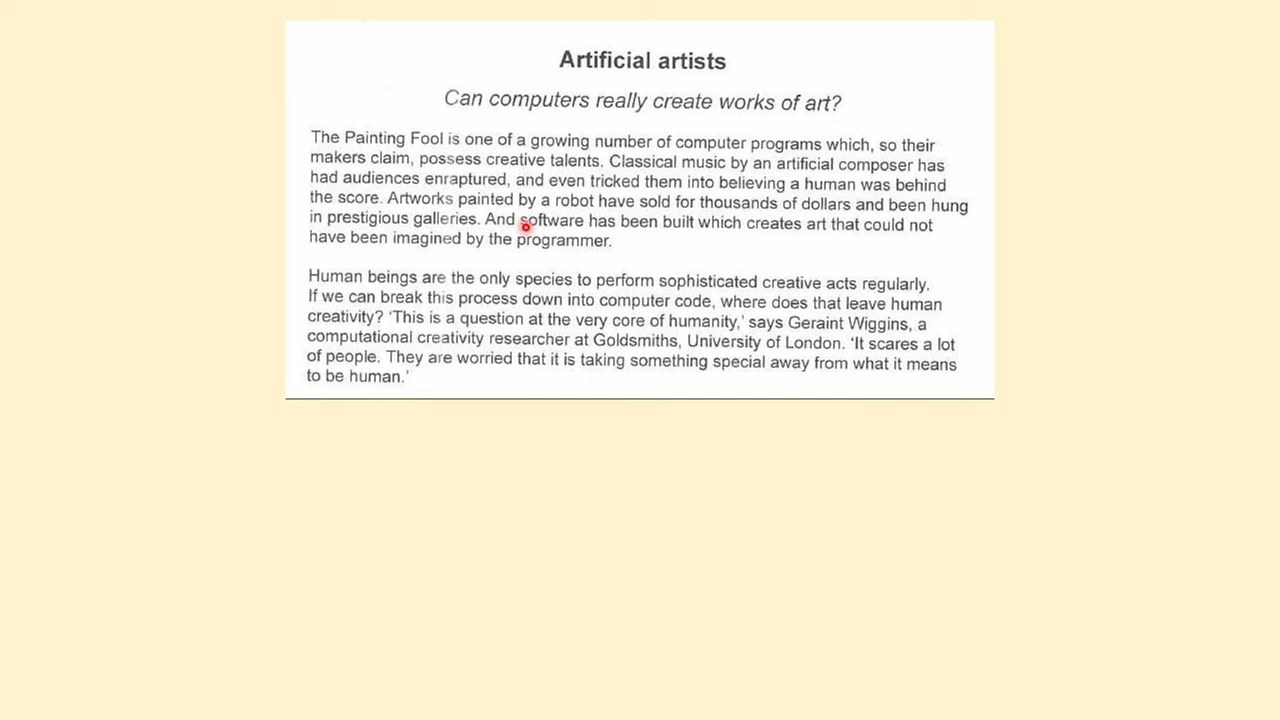 Artificial artists
Can computers really create works of art?
The Painting Fool is one of a growing number of computer programs which, so their
makers claim, possess creative talents. Classical music by an artificial composer has
had audiences enraptured, and even tricked them into believing a human was behind
the score. Artworks painted by a robot have sold for thousands of dollars and been hung
in prestigious galleries. And software has been built which creates art that could not
have been imagined by the programmer.
Human beings are the only species to perform sophisticated creative acts regularly.
If we can break this process down into computer code, where does that leave human
creativity? ‘This is a question at the very core of humanity,’ says Geraint Wiggins, a
computational creativity researcher at Goldsmiths, University of London. ‘It scares a lot
of people. They are worried that it is taking something special away from what it means
to be human.’